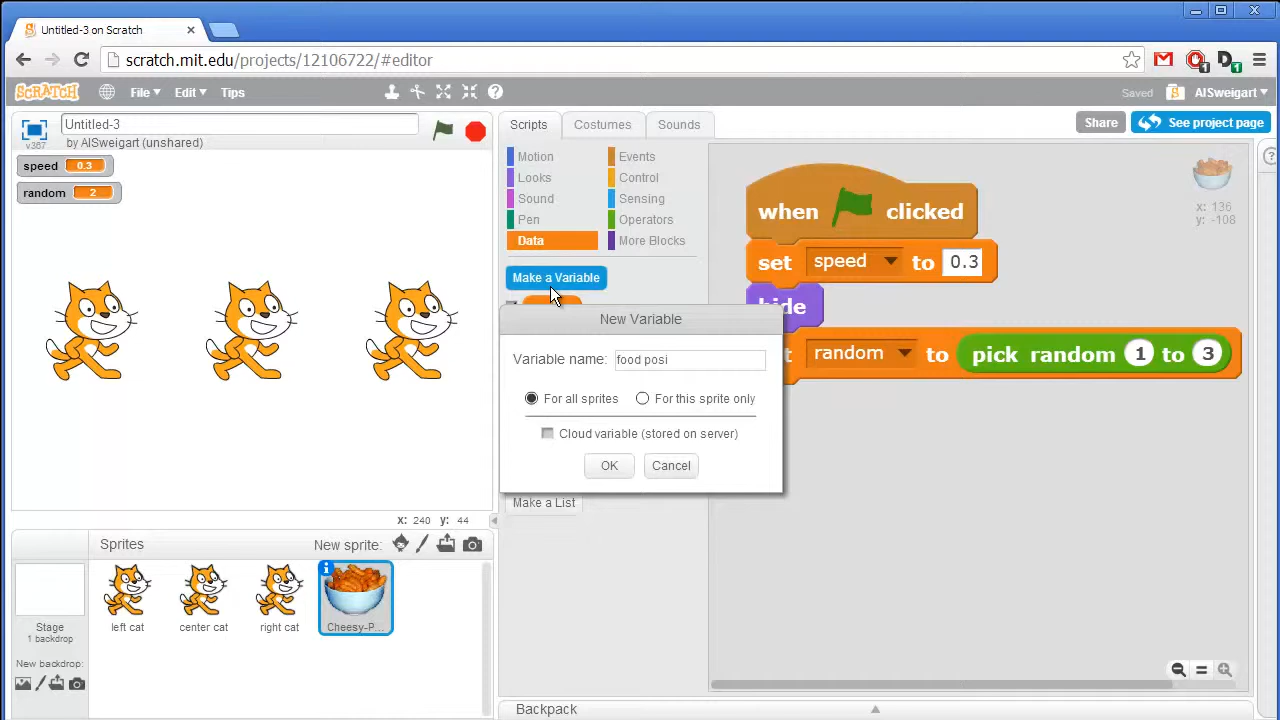 Untitled-3 on Scratch
scratch.mit.edu/projects/12106722/#editor
SCRATCH File Edit Tips Saved AlSweigart
Untitled-3
v387 by AlSweigart (unshared)
speed 0.3
random 2
Scripts Costumes Sounds Share See project page
Motion Events
Looks Control
Sound Sensing
Pen Operators
Data More Blocks
Make a Variable
New Variable
Variable name: food posi
For all sprites For this sprite only
Cloud variable (stored on server)
OK Cancel
Make a List
when clicked
set speed to 0.3
hide
random to pick random 1 to 3
x: 136
y: -108
x: 240 y: 44
Sprites New sprite:
Stage
1 backdrop
New backdrop:
left cat center cat right cat Cheesy-P...
Backpack